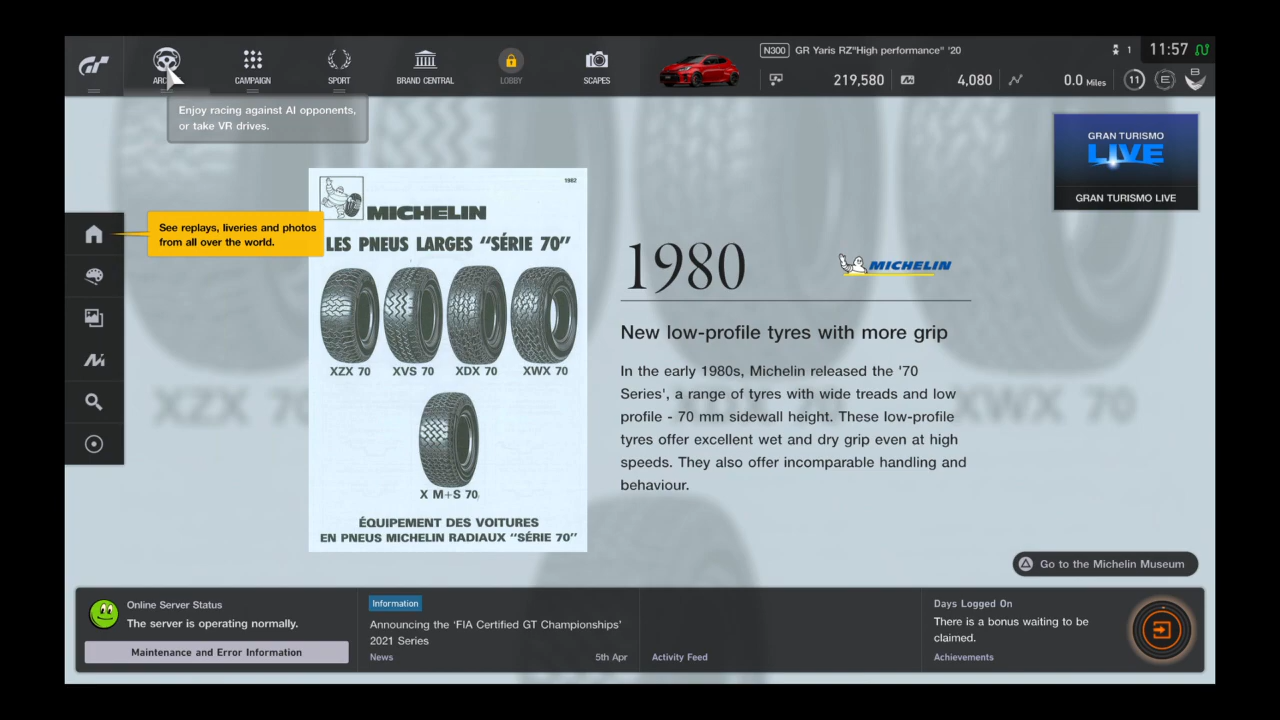 GT
ARC
CAMPAIGN
SPORT
BRAND CENTRAL
LOBBY
SCAPES
N300 GR Yaris RZ"High performance" '20
219,580
4,080
0.0 Miles
1
11:57
11
E
B
Enjoy racing against AI opponents,
or take VR drives.
GRAN TURISMO
LIVE
GRAN TURISMO LIVE
See replays, liveries and photos
from all over the world.
1982
MICHELIN
LES PNEUS LARGES “SÉRIE 70”
XZX 70 XVS 70 XDX 70 XWX 70
X M+S 70
ÉQUIPEMENT DES VOITURES
EN PNEUS MICHELIN RADIAUX “SÉRIE 70”
XZX 70
XWX 70
1980
MICHELIN
New low-profile tyres with more grip
In the early 1980s, Michelin released the '70
Series', a range of tyres with wide treads and low
profile - 70 mm sidewall height. These low-profile
tyres offer excellent wet and dry grip even at high
speeds. They also offer incomparable handling and
behaviour.
Go to the Michelin Museum
Online Server Status
The server is operating normally.
Maintenance and Error Information
Information
Announcing the 'FIA Certified GT Championships'
2021 Series
News 5th Apr
Activity Feed
Days Logged On
There is a bonus waiting to be
claimed.
Achievements